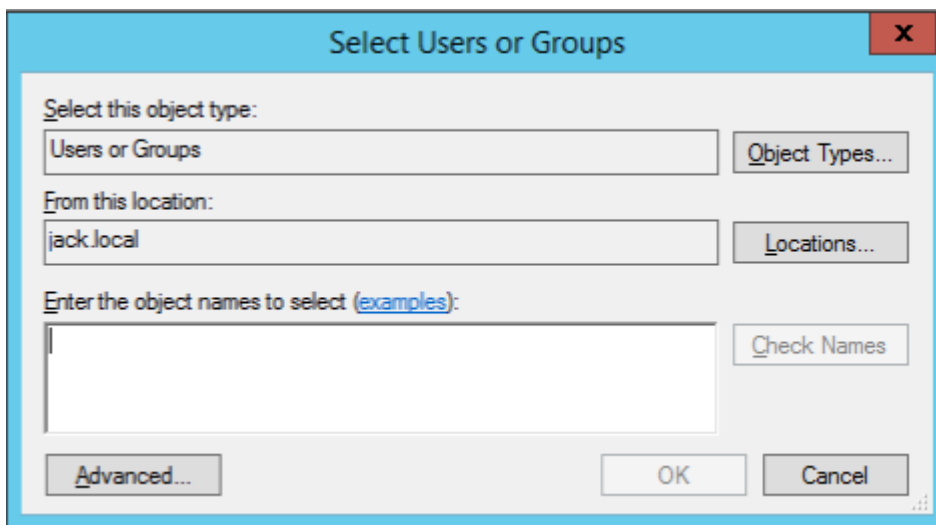 Select Users or Groups
x
Select this object type:
Users or Groups
Object Types...
From this location:
jack.local
Locations...
Enter the object names to select (examples):
Check Names
Advanced...
OK
Cancel